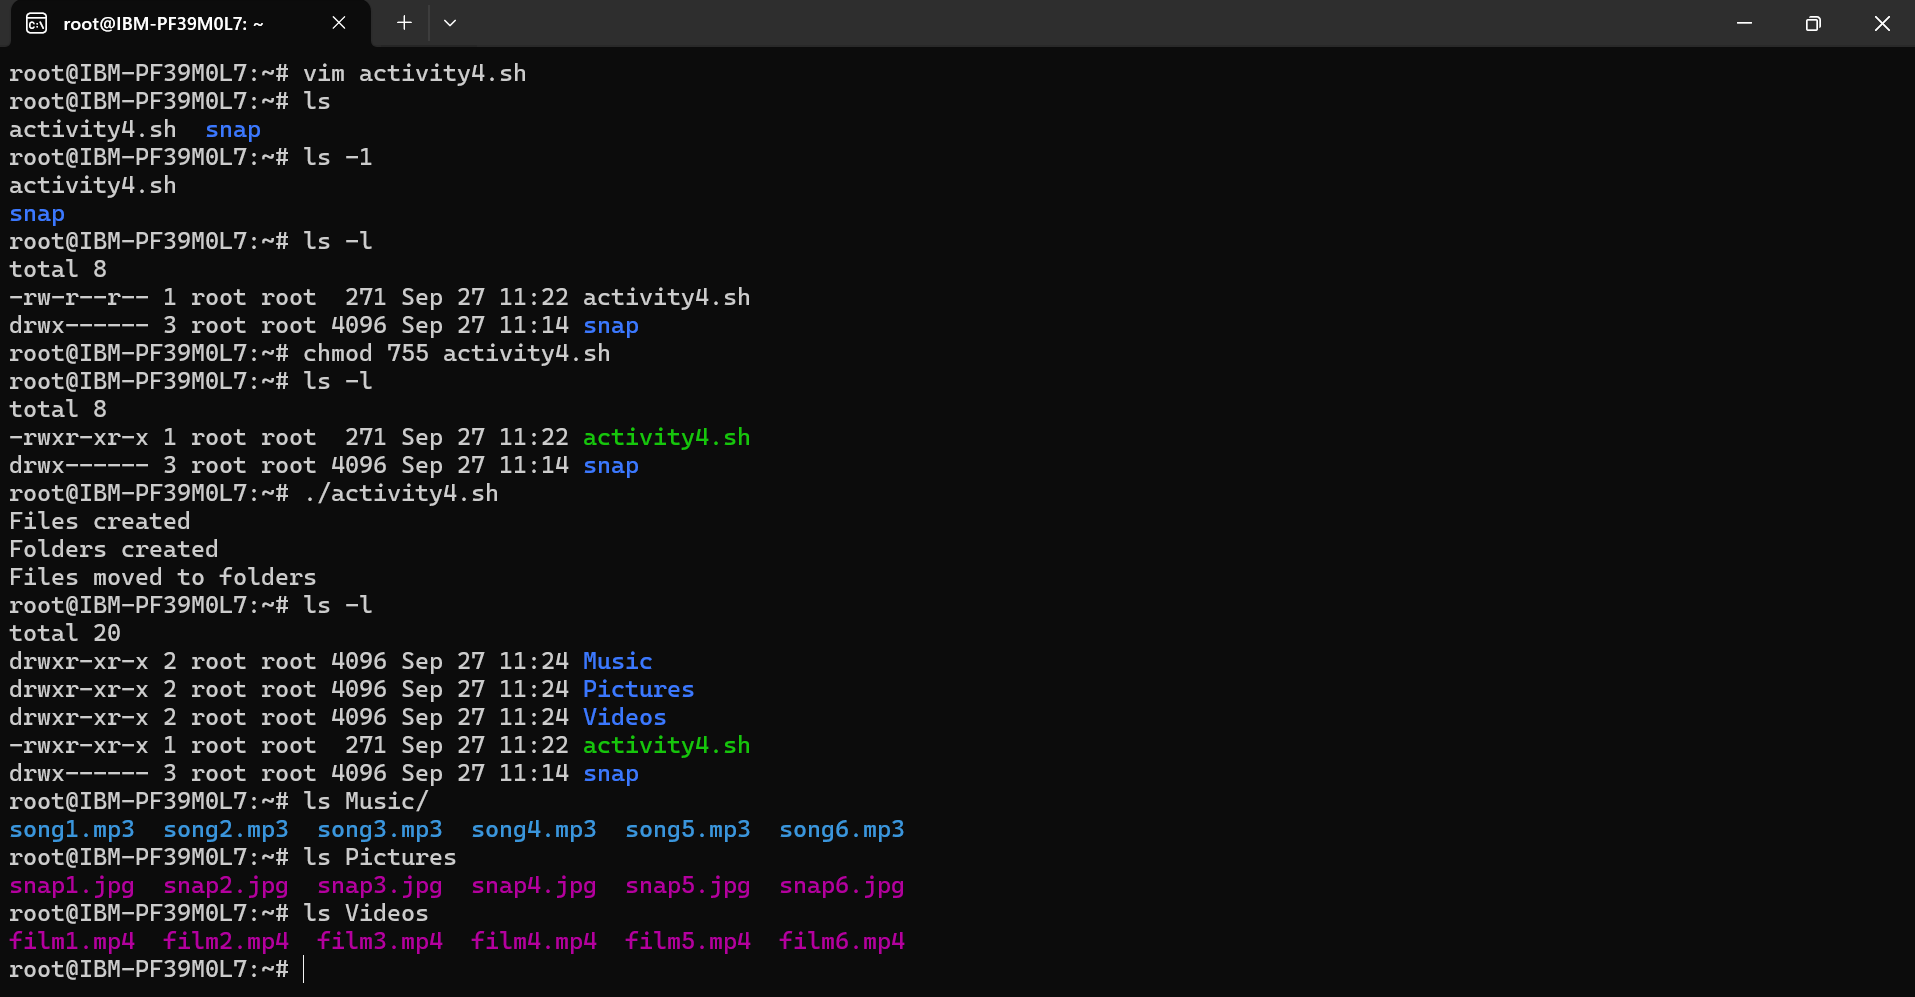 root@IBM-PF39M0L7: ~
root@IBM-PF39M0L7:~# vim activity4.sh
root@IBM-PF39M0L7:~# ls
activity4.sh  snap
root@IBM-PF39M0L7:~# ls -1
activity4.sh
snap
root@IBM-PF39M0L7:~# ls -l
total 8
-rw-r--r-- 1 root root  271 Sep 27 11:22 activity4.sh
drwx------ 3 root root 4096 Sep 27 11:14 snap
root@IBM-PF39M0L7:~# chmod 755 activity4.sh
root@IBM-PF39M0L7:~# ls -l
total 8
-rwxr-xr-x 1 root root  271 Sep 27 11:22 activity4.sh
drwx------ 3 root root 4096 Sep 27 11:14 snap
root@IBM-PF39M0L7:~# ./activity4.sh
Files created
Folders created
Files moved to folders
root@IBM-PF39M0L7:~# ls -l
total 20
drwxr-xr-x 2 root root 4096 Sep 27 11:24 Music
drwxr-xr-x 2 root root 4096 Sep 27 11:24 Pictures
drwxr-xr-x 2 root root 4096 Sep 27 11:24 Videos
-rwxr-xr-x 1 root root  271 Sep 27 11:22 activity4.sh
drwx------ 3 root root 4096 Sep 27 11:14 snap
root@IBM-PF39M0L7:~# ls Music/
song1.mp3  song2.mp3  song3.mp3  song4.mp3  song5.mp3  song6.mp3
root@IBM-PF39M0L7:~# ls Pictures
snap1.jpg  snap2.jpg  snap3.jpg  snap4.jpg  snap5.jpg  snap6.jpg
root@IBM-PF39M0L7:~# ls Videos
film1.mp4  film2.mp4  film3.mp4  film4.mp4  film5.mp4  film6.mp4
root@IBM-PF39M0L7:~#